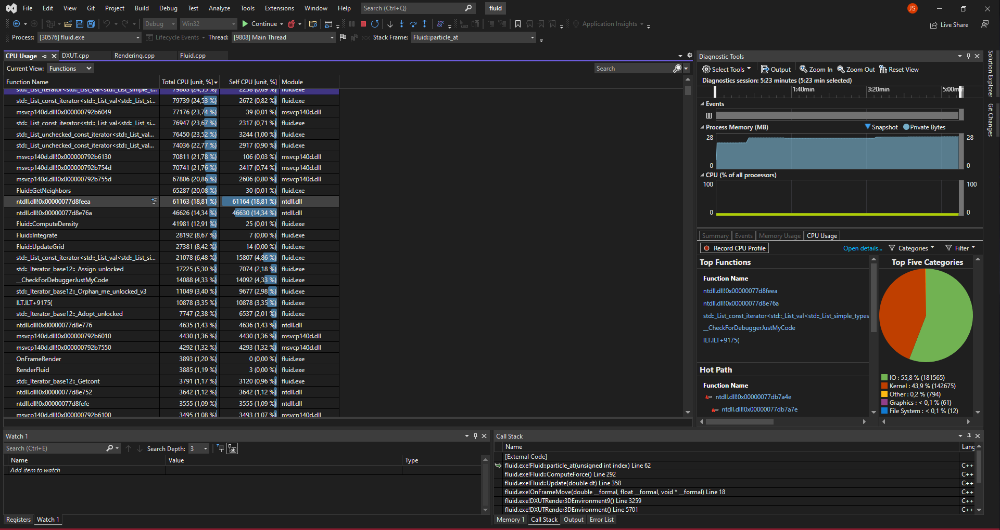 File Edit View Git Project Build Debug Test Analyze Tools Extensions Window Help Search (Ctrl+Q) fluid JS
Debug Win32 Continue Application Insights Live Share
Process: [30576] fluid.exe Lifecycle Events Thread: [9808] Main Thread Stack Frame: Fluid::particle_at
CPU Usage DXUT.cpp Rendering.cpp Fluid.cpp
Current View: Functions Search
Function Name Total CPU [unit, %] Self CPU [unit, %] Module
std::_List_iterator<std::_List_val<std::_List_simple_t... 79803 (24,55 %) 2258 (0,69 %) fluid.exe
std::_List_const_iterator<std::_List_val<std::_List_si... 79739 (24,53 %) 2672 (0,82 %) fluid.exe
msvcp140d.dll!0x000000792b6049 77176 (23,74 %) 39 (0,01 %) msvcp140d.dll
std::_List_const_iterator<std::_List_val<std::_List_si... 76947 (23,67 %) 2317 (0,71 %) fluid.exe
std::_List_unchecked_const_iterator<std::_List_val... 76450 (23,52 %) 3244 (1,00 %) fluid.exe
std::_List_unchecked_const_iterator<std::_List_val... 74036 (22,77 %) 2917 (0,90 %) fluid.exe
msvcp140d.dll!0x000000792b6130 70811 (21,78 %) 106 (0,03 %) msvcp140d.dll
msvcp140d.dll!0x000000792b754d 70741 (21,76 %) 2417 (0,74 %) msvcp140d.dll
msvcp140d.dll!0x000000792b755d 67806 (20,86 %) 2606 (0,80 %) msvcp140d.dll
Fluid::GetNeighbors 65287 (20,08 %) 30 (0,01 %) fluid.exe
ntdll.dll!0x00000077d8feea 61163 (18,81 %) 61164 (18,81 %) ntdll.dll
ntdll.dll!0x00000077d8e76a 46626 (14,34 %) 46630 (14,34 %) ntdll.dll
Fluid::ComputeDensity 41981 (12,91 %) 25 (0,01 %) fluid.exe
Fluid::Integrate 28192 (8,67 %) 7 (0,00 %) fluid.exe
Fluid::UpdateGrid 27381 (8,42 %) 14 (0,00 %) fluid.exe
std::_List_const_iterator<std::_List_val<std::_List_si... 21078 (6,48 %) 15807 (4,86 %) fluid.exe
std::_Iterator_base12::_Assign_unlocked 17225 (5,30 %) 7074 (2,18 %) fluid.exe
__CheckForDebuggerJustMyCode 14088 (4,33 %) 14092 (4,33 %) fluid.exe
std::_Iterator_base12::_Orphan_me_unlocked_v3 11049 (3,40 %) 9677 (2,98 %) fluid.exe
ILT.ILT+9175( 10878 (3,35 %) 10878 (3,35 %) fluid.exe
std::_Iterator_base12::_Adopt_unlocked 7747 (2,38 %) 6537 (2,01 %) fluid.exe
ntdll.dll!0x00000077d8e776 4635 (1,43 %) 4636 (1,43 %) ntdll.dll
msvcp140d.dll!0x000000792b6010 4430 (1,36 %) 4430 (1,36 %) msvcp140d.dll
msvcp140d.dll!0x000000792b7550 4292 (1,32 %) 4293 (1,32 %) msvcp140d.dll
OnFrameRender 3893 (1,20 %) 0 (0,00 %) fluid.exe
RenderFluid 3885 (1,19 %) 3 (0,00 %) fluid.exe
std::_Iterator_base12::_Getcont 3791 (1,17 %) 3120 (0,96 %) fluid.exe
ntdll.dll!0x00000077d8e752 3642 (1,12 %) 3642 (1,12 %) ntdll.dll
ntdll.dll!0x00000077d8fefe 3555 (1,09 %) 3555 (1,09 %) ntdll.dll
msvcp140d.dll!0x000000792b6100 3495 (1,08 %) 3493 (1,07 %) msvcp140d.dll
Diagnostic Tools
Select Tools Output Zoom In Zoom Out Reset View
Diagnostics session: 5:23 minutes (5:23 min selected)
1:40min 3:20min 5:00min
Events
Process Memory (MB) Snapshot Private Bytes
28 28
0 0
CPU (% of all processors)
100 100
0 0
Summary Events Memory Usage CPU Usage
Record CPU Profile Open details... Categories Filter
Top Functions
Function Name
ntdll.dll!0x00000077d8feea
ntdll.dll!0x00000077d8e76a
std::_List_const_iterator<std::_List_val<std::_List_simple_types
__CheckForDebuggerJustMyCode
ILT.ILT+9175(
Hot Path
Function Name
ntdll.dll!0x00000077db7a4e
ntdll.dll!0x00000077db7a7e
Top Five Categories
IO : 55,8 % (181565)
Kernel : 43,9 % (142675)
Other : 0,2 % (794)
Graphics : < 0,1 % (61)
File System : < 0,1 % (12)
Solution Explorer
Git Changes
Watch 1
Search (Ctrl+E) Search Depth: 3
Name Value Type
Add item to watch
Registers Watch 1
Call Stack
Name Lang
[External Code]
fluid.exe!Fluid::particle_at(unsigned int index) Line 62 C++
fluid.exe!Fluid::ComputeForce() Line 292 C++
fluid.exe!Fluid::Update(double dt) Line 358 C++
fluid.exe!OnFrameMove(double __formal, float __formal, void * __formal) Line 18 C++
fluid.exe!DXUTRender3DEnvironment9() Line 3259 C++
fluid.exe!DXUTRender3DEnvironment() Line 5701 C++
Memory 1 Call Stack Output Error List